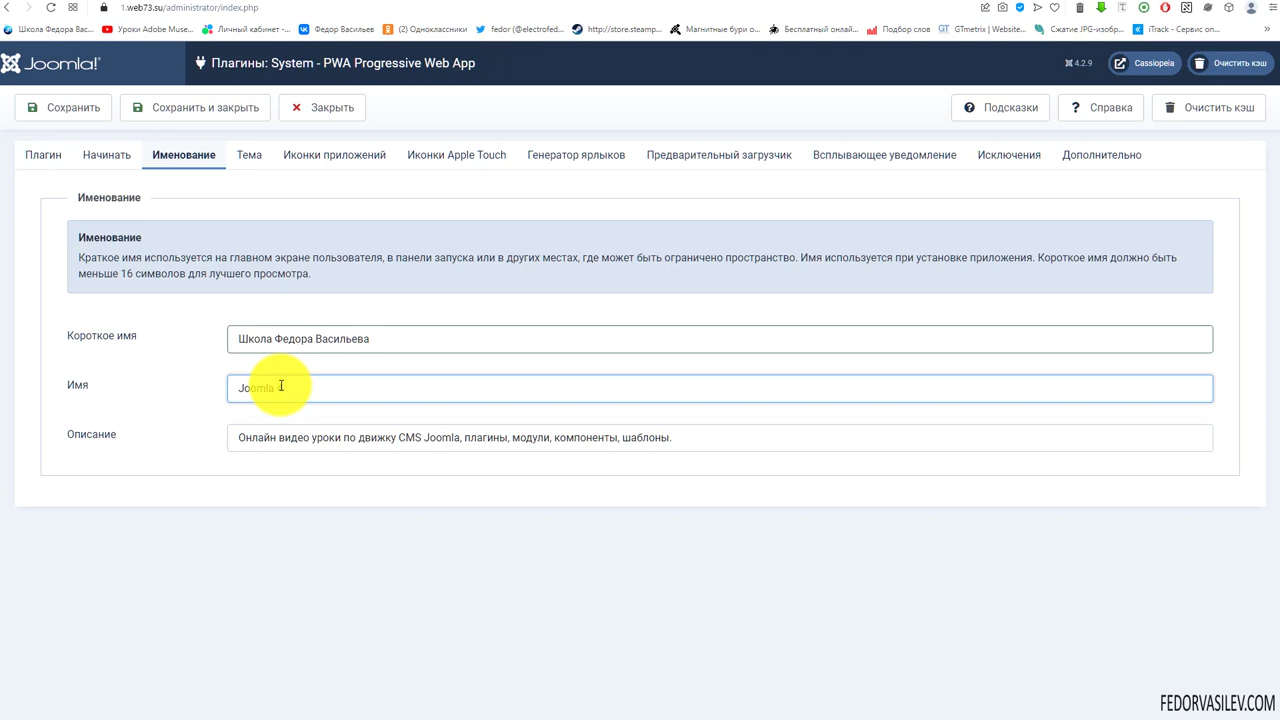 1.web73.su/administrator/index.php
Школа Федора Вас...
Уроки Adobe Muse...
Личный кабинет -...
Федор Васильев
(2) Одноклассники
fedor (@electrofed...
http://store.steamp...
Магнитные бури о...
Бесплатный онлай...
Подбор слов
GTmetrix | Website...
Сжатие JPG-изобр...
iTrack - Сервис оп...
Joomla!®
Плагины: System - PWA Progressive Web App
4.2.9
Cassiopeia
Очистить кэш
Сохранить
Сохранить и закрыть
Закрыть
Подсказки
Справка
Очистить кэш
Плагин
Начинать
Именование
Тема
Иконки приложений
Иконки Apple Touch
Генератор ярлыков
Предварительный загрузчик
Всплывающее уведомление
Исключения
Дополнительно
Именование
Именование
Краткое имя используется на главном экране пользователя, в панели запуска или в других местах, где может быть ограничено пространство. Имя используется при установке приложения. Короткое имя должно быть
меньше 16 символов для лучшего просмотра.
Короткое имя
Школа Федора Васильева
Имя
Joomla
Описание
Онлайн видео уроки по движку CMS Joomla, плагины, модули, компоненты, шаблоны.
FEDORVASILEV.COM